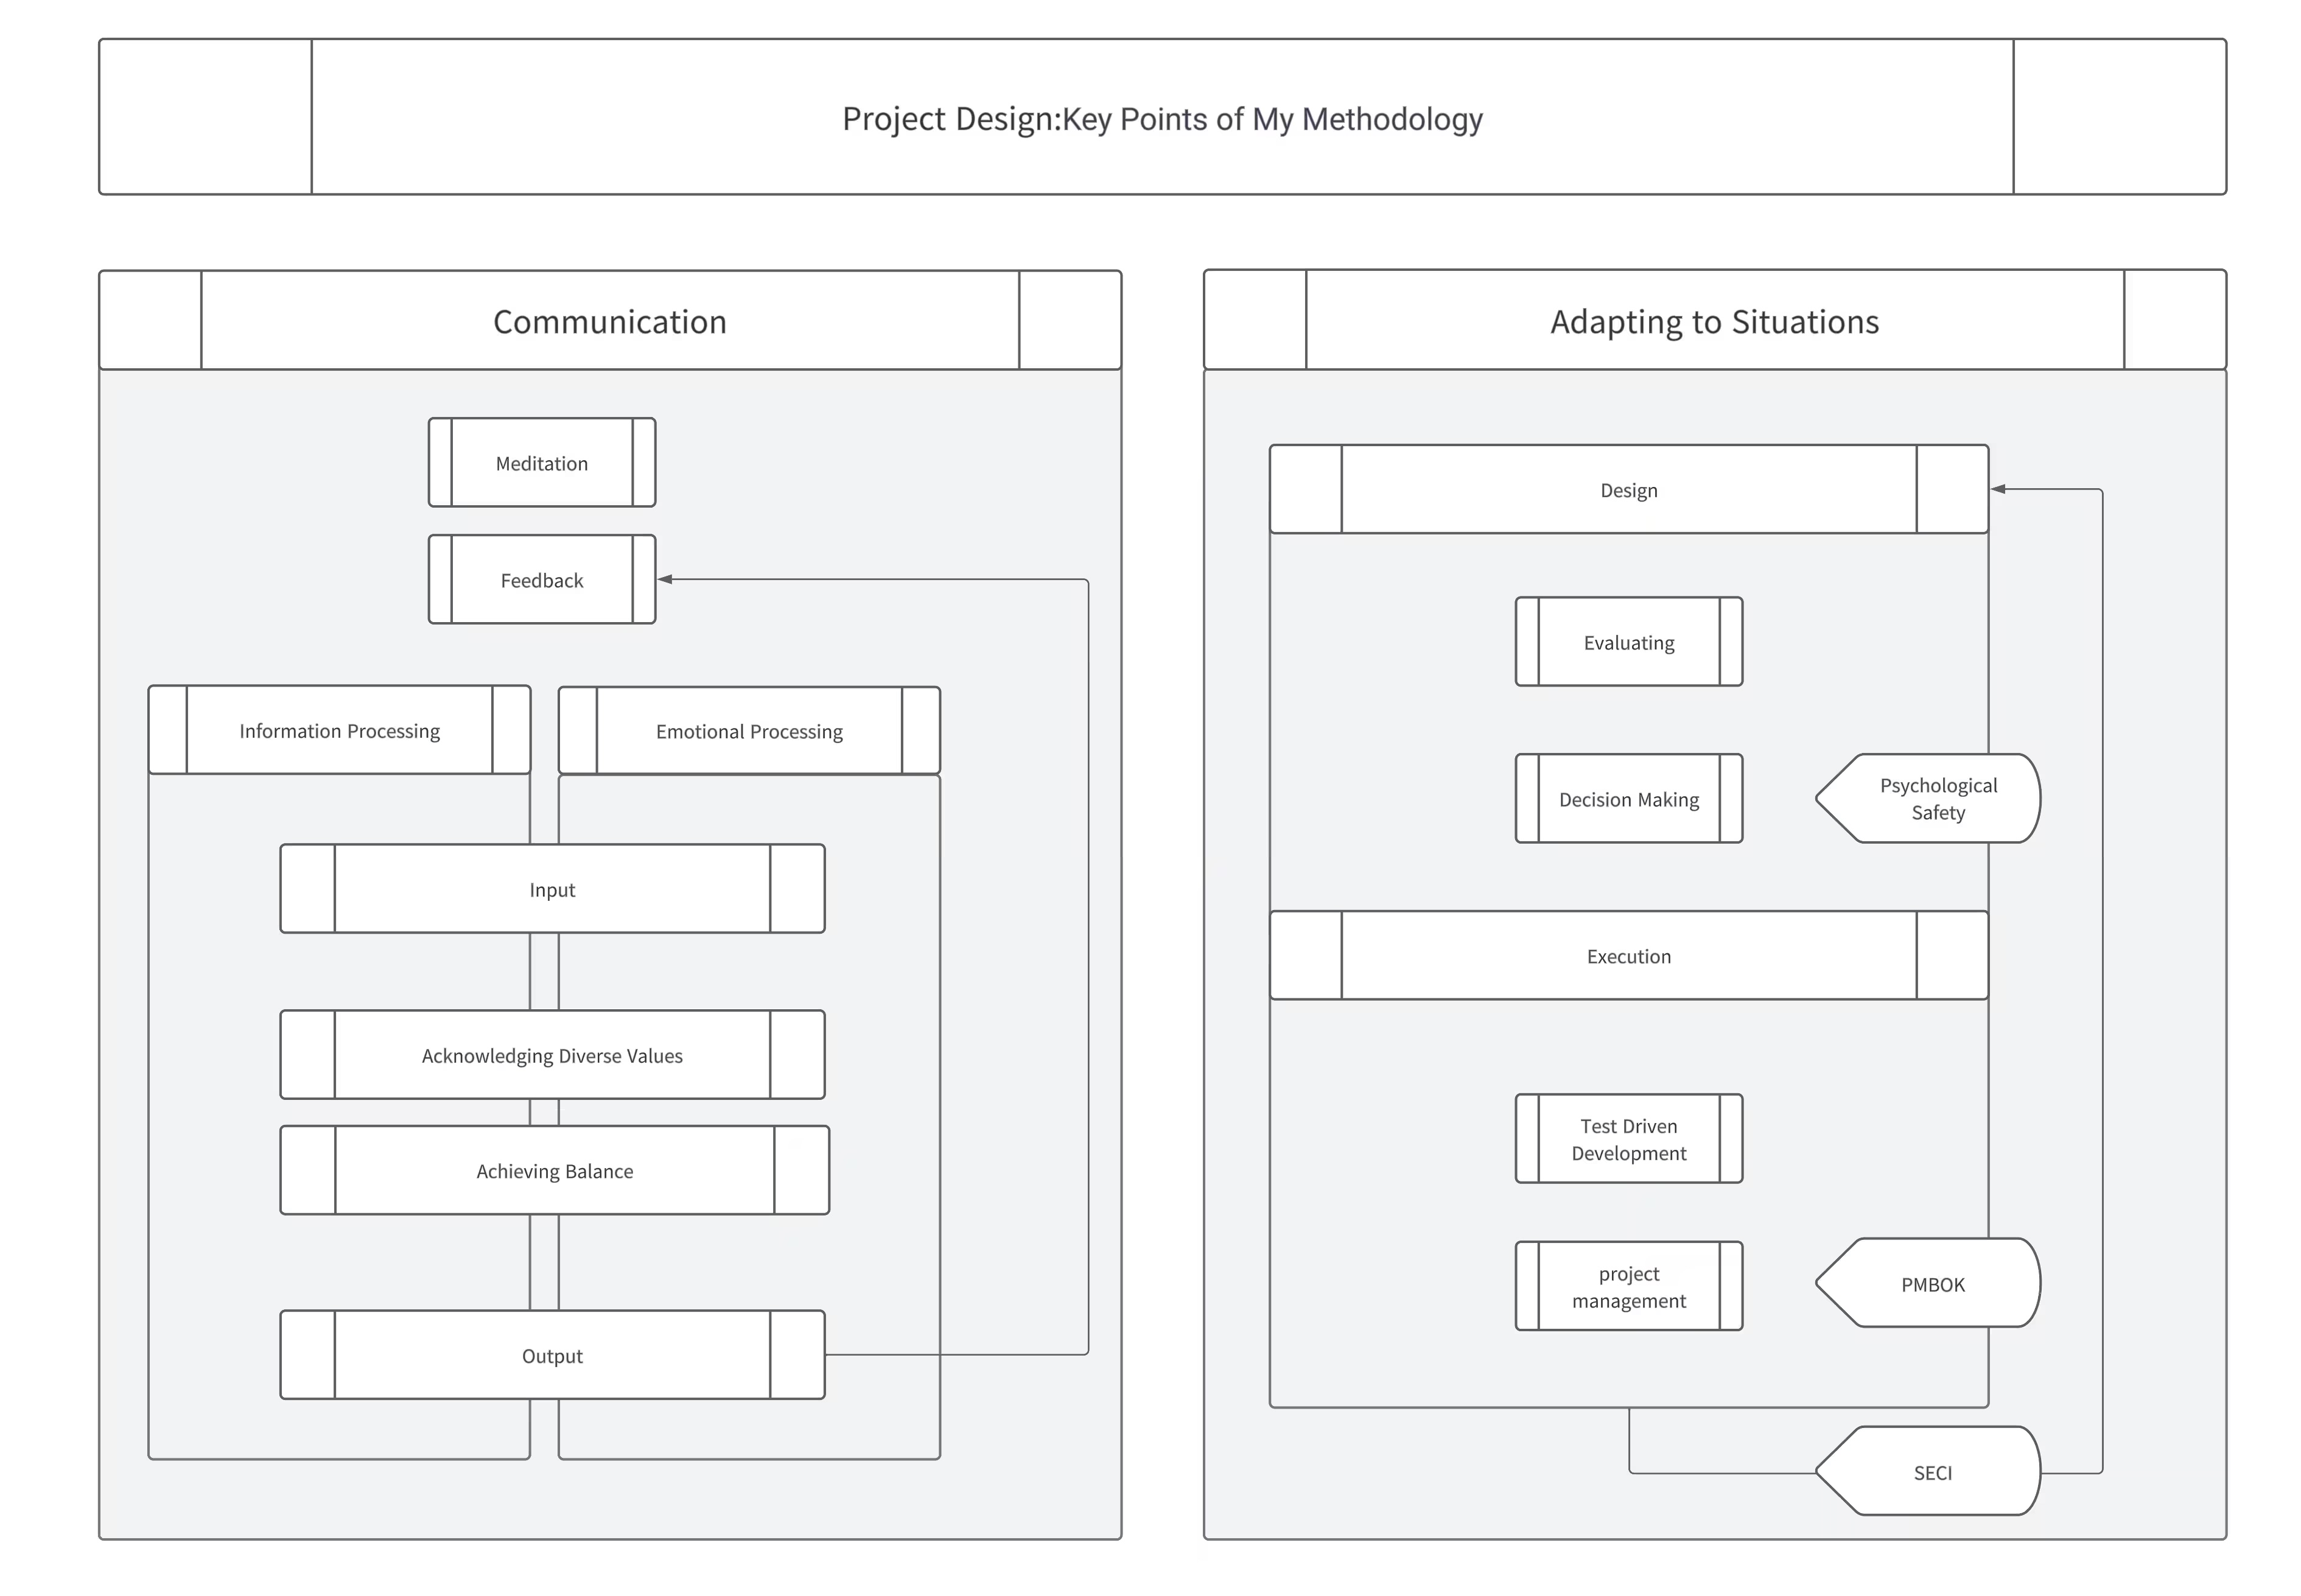 Project Design:Key Points of My Methodology
Communication
Meditation
Feedback
Information Processing
Emotional Processing
Input
Acknowledging Diverse Values
Achieving Balance
Output
Adapting to Situations
Design
Evaluating
Decision Making
Psychological
Safety
Execution
Test Driven
Development
project
management
PMBOK
SECI